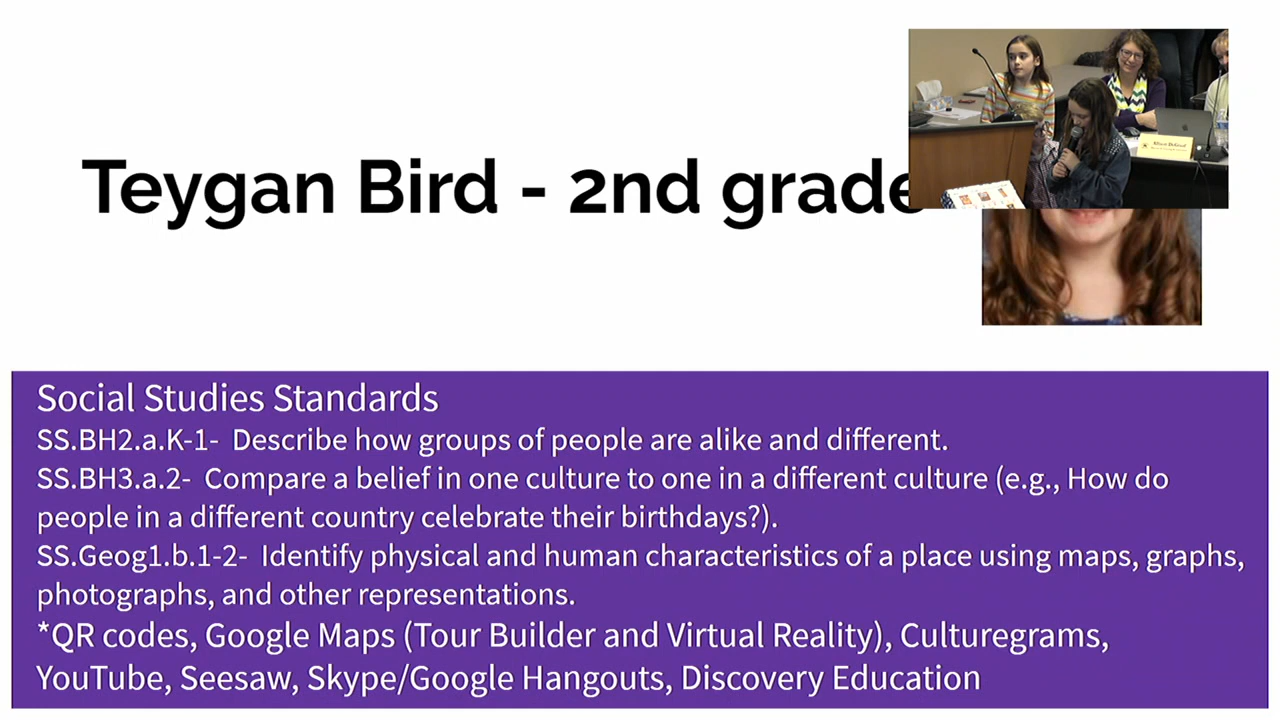 Teygan Bird - 2nd grade
Social Studies Standards
SS.BH2.a.K-1- Describe how groups of people are alike and different.
SS.BH3.a.2- Compare a belief in one culture to one in a different culture (e.g., How do
people in a different country celebrate their birthdays?).
SS.Geog1.b.1-2- Identify physical and human characteristics of a place using maps, graphs,
photographs, and other representations.
*QR codes, Google Maps (Tour Builder and Virtual Reality), Culturegrams,
YouTube, Seesaw, Skype/Google Hangouts, Discovery Education